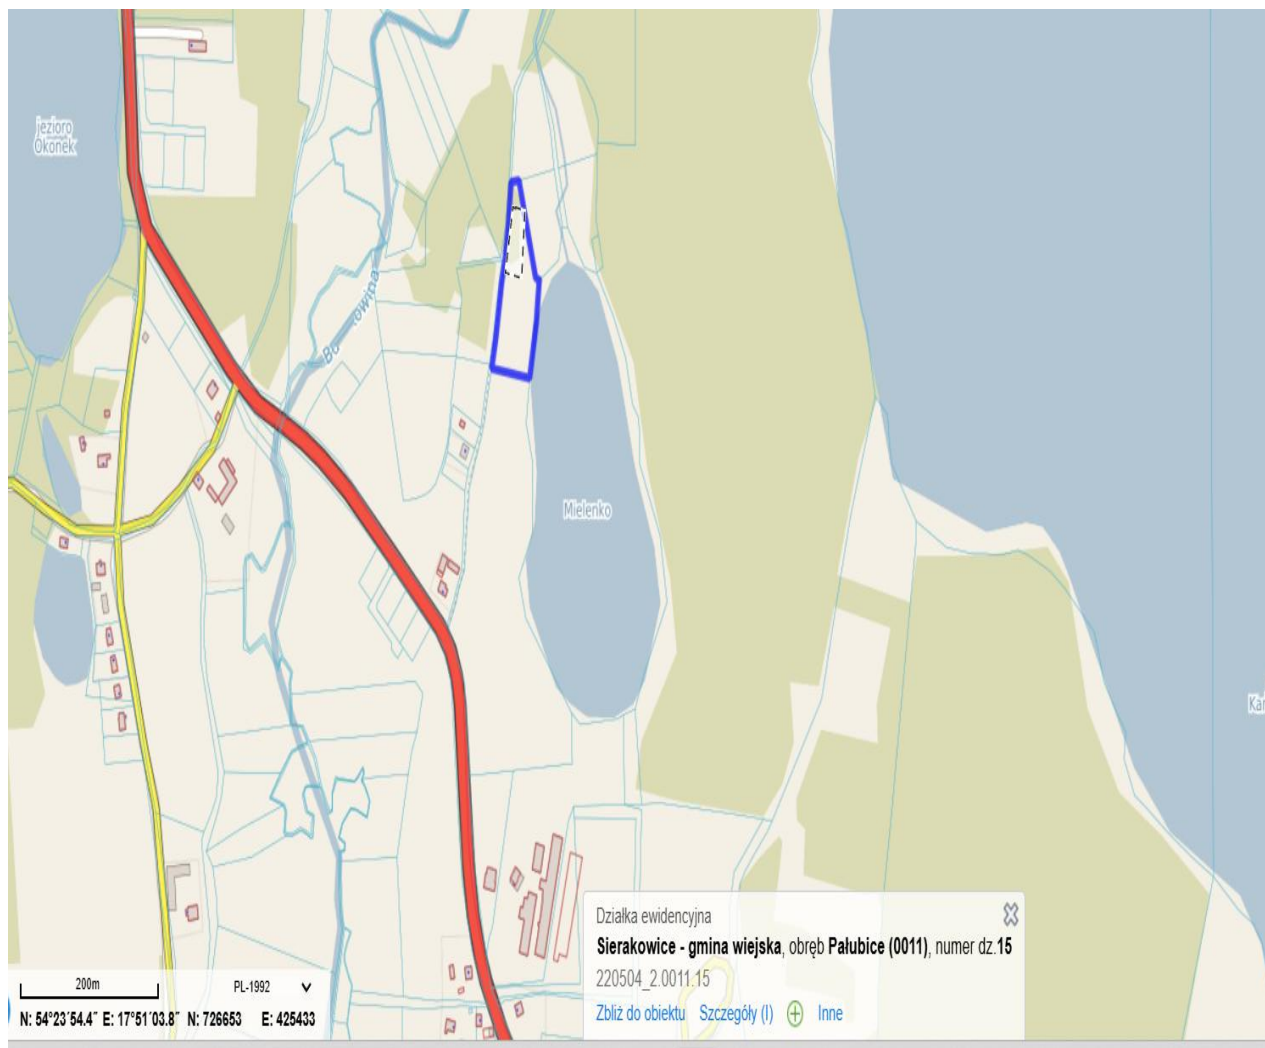 jezioro
Okonek
Mielenko
Działka ewidencyjna
Sierakowice - gmina wiejska, obręb Pałubice (0011), numer dz.15
220504_2.0011.15
Zbliż do obiektu Szczegóły (I) Inne
200m
PL-1992
N: 54°23´54.4˝ E: 17°51´03.8˝ N: 726653 E: 425433